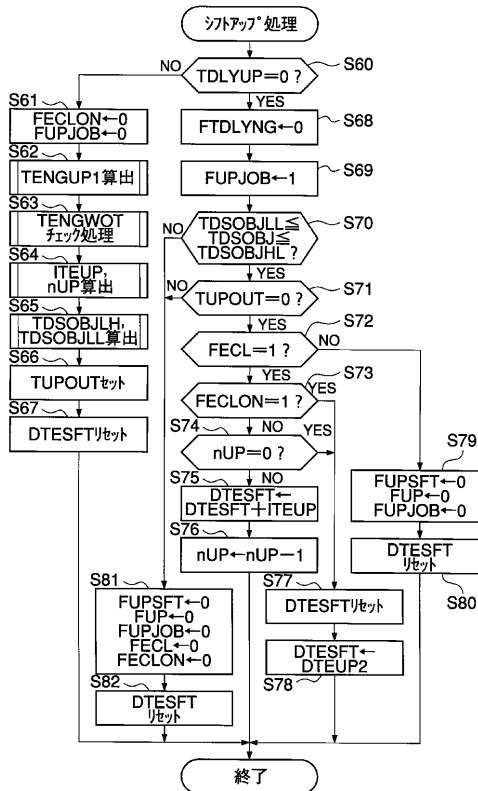 シフトアップ処理
TDLYUP=0 ?
S60
NO
YES
S61
FECLON←0
FUPJOB←0
S62
TENGUP1算出
S63
TENGWOT
チェック処理
S64
ITEUP,
nUP算出
S65
TDSOBJLH,
TDSOBJLL算出
S66
TUPOUTセット
S67
DTESFTリセット
FTDLYNG←0
S68
FUPJOB←1
S69
TDSOBJLL≦
TDSOBJ≦
TDSOBJHL ?
S70
NO
YES
TUPOUT=0 ?
S71
NO
YES
FECL=1 ?
S72
NO
YES
FECLON=1 ?
S73
YES
NO
S74
nUP=0 ?
YES
NO
S75
DTESFT←
DTESFT+ITEUP
S76
nUP←nUP−1
S77
DTESFTリセット
DTESFT←
DTEUP2
S78
S79
FUPSFT←0
FUP←0
FUPJOB←0
DTESFT
リセット
S80
S81
FUPSFT←0
FUP←0
FUPJOB←0
FECL←0
FECLON←0
S82
DTESFT
リセット
終了